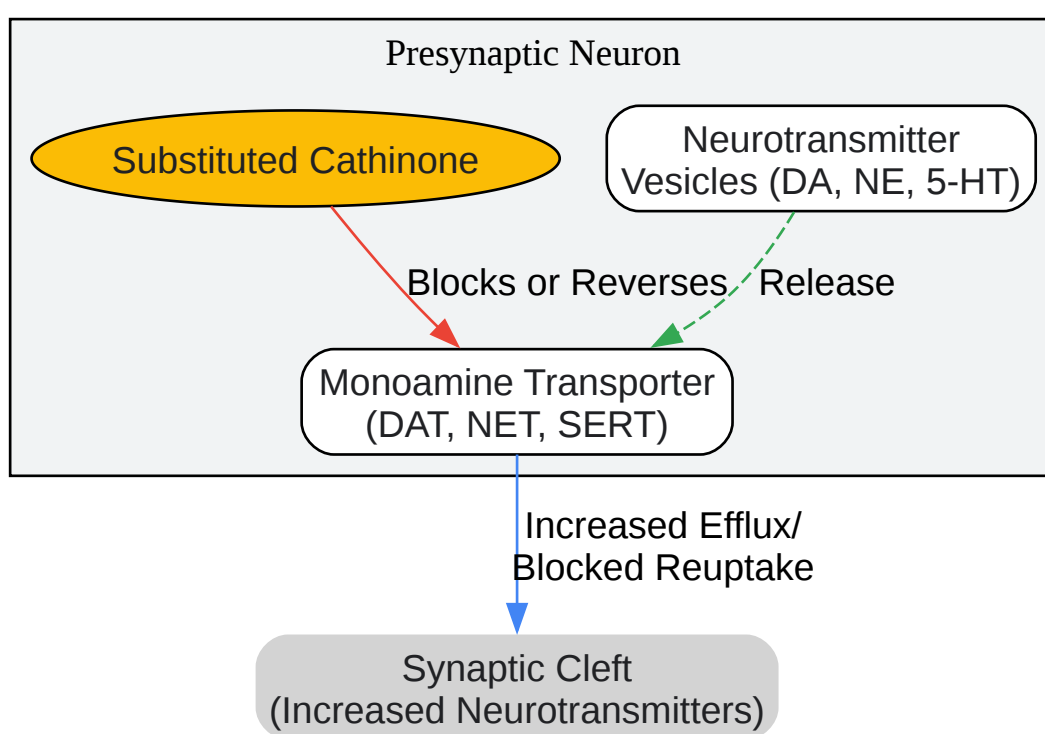 Presynaptic Neuron
Substituted Cathinone
Neurotransmitter
Vesicles (DA, NE, 5-HT)
Blocks or Reverses
Release
Monoamine Transporter
(DAT, NET, SERT)
Increased Efflux/
Blocked Reuptake
Synaptic Cleft
(Increased Neurotransmitters)